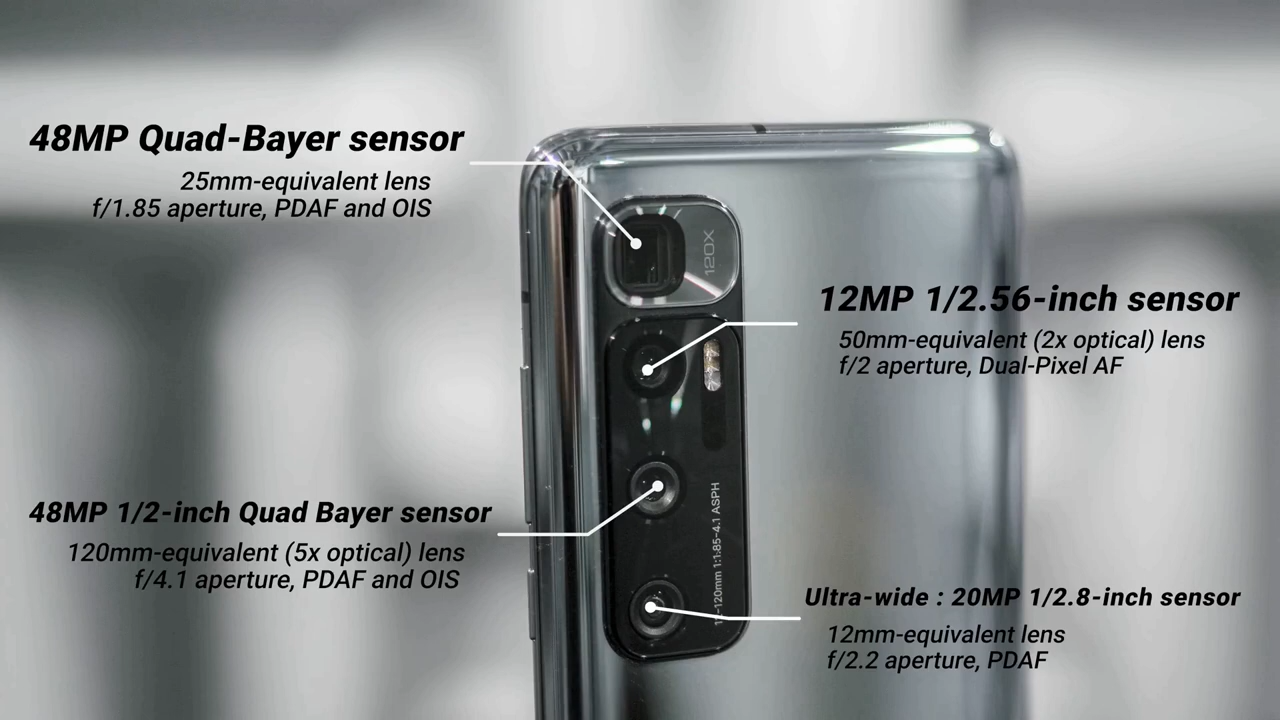 48MP Quad-Bayer sensor
25mm-equivalent lens
f/1.85 aperture, PDAF and OIS
120X
12MP 1/2.56-inch sensor
50mm-equivalent (2x optical) lens
f/2 aperture, Dual-Pixel AF
48MP 1/2-inch Quad Bayer sensor
120mm-equivalent (5x optical) lens
f/4.1 aperture, PDAF and OIS
-120mm 1:1.85-4.1 ASPH
Ultra-wide : 20MP 1/2.8-inch sensor
12mm-equivalent lens
f/2.2 aperture, PDAF